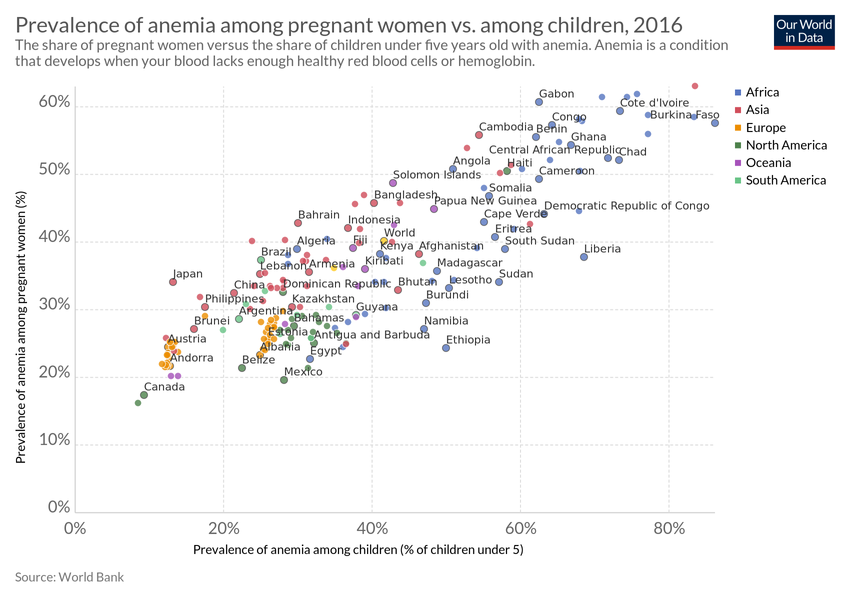 Prevalence of anemia among pregnant women vs. among children, 2016
The share of pregnant women versus the share of children under five years old with anemia. Anemia is a condition
that develops when your blood lacks enough healthy red blood cells or hemoglobin.
Our World
in Data
Prevalence of anemia among pregnant women (%)
60%
50%
40%
30%
20%
10%
0%
Gabon
Cote d'Ivoire
Congo
Burkina Faso
Cambodia
Benin
Ghana
Central African Republic
Chad
Angola
Haiti
Cameroon
Solomon Islands
Somalia
Bangladesh
Papua New Guinea
Democratic Republic of Congo
Bahrain
Indonesia
Cape Verde
Fiji
World
Eritrea
Algeria
Kenya
Afghanistan
South Sudan
Brazil
Liberia
Lebanon
Armenia
Kiribati
Madagascar
Japan
Sudan
China
Dominican Republic
Bhutan
Lesotho
Philippines
Kazakhstan
Burundi
Argentina
Guyana
Brunei
Bahamas
Namibia
Austria
Estonia
Antigua and Barbuda
Albania
Egypt
Ethiopia
Andorra
Belize
Mexico
Canada
0%
20%
40%
60%
80%
Prevalence of anemia among children (% of children under 5)
Africa
Asia
Europe
North America
Oceania
South America
Source: World Bank